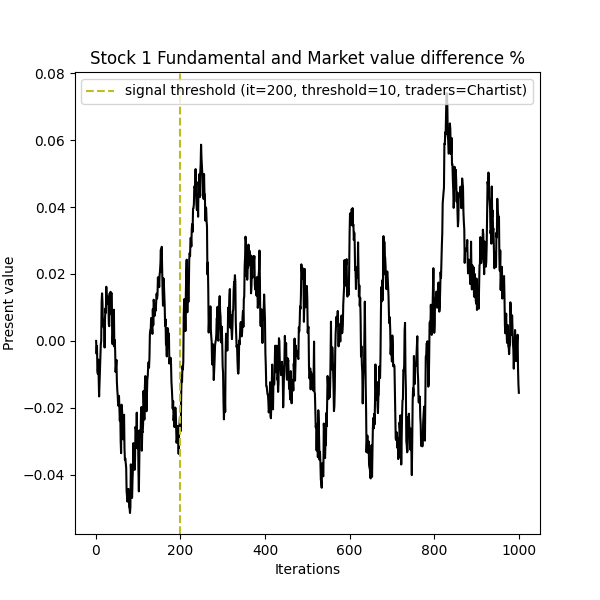 Stock 1 Fundamental and Market value difference %
signal threshold (it=200, threshold=10, traders=Chartist)
Present value
0.08
0.06
0.04
0.02
0.00
−0.02
−0.04
0 200 400 600 800 1000
Iterations